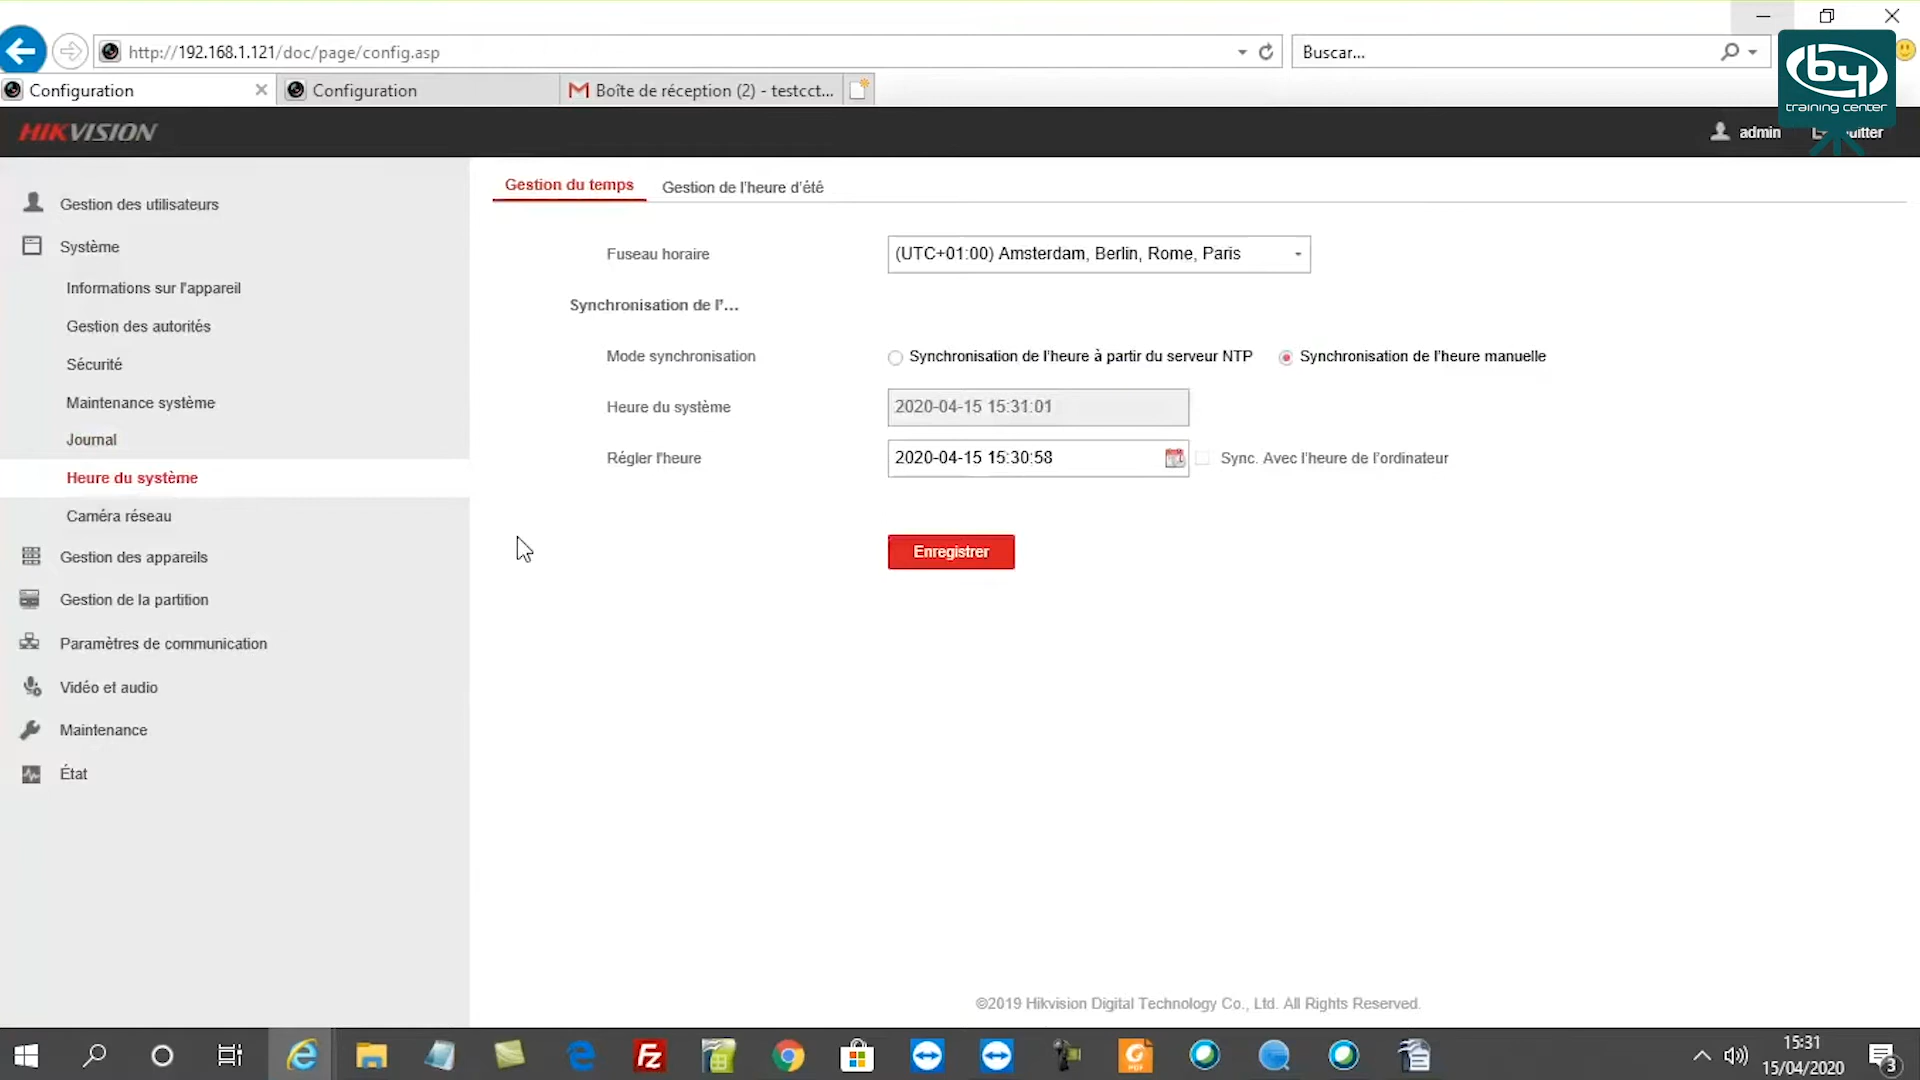 http://192.168.1.121/doc/page/config.asp
Buscar...
Configuration
Configuration
Boîte de réception (2) - testcct...
by
training center
HIKVISION
admin
Gestion des utilisateurs
Système
Informations sur l'appareil
Gestion des autorités
Sécurité
Maintenance système
Journal
Heure du système
Caméra réseau
Gestion des appareils
Gestion de la partition
Paramètres de communication
Vidéo et audio
Maintenance
État
Gestion du temps
Gestion de l'heure d'été
Fuseau horaire
(UTC+01:00) Amsterdam, Berlin, Rome, Paris
Synchronisation de l'...
Mode synchronisation
Synchronisation de l'heure à partir du serveur NTP
Synchronisation de l'heure manuelle
Heure du système
2020-04-15 15:31:01
Régler l'heure
2020-04-15 15:30:58
Sync. Avec l'heure de l'ordinateur
Enregistrer
©2019 Hikvision Digital Technology Co., Ltd. All Rights Reserved.
15:31
15/04/2020
3